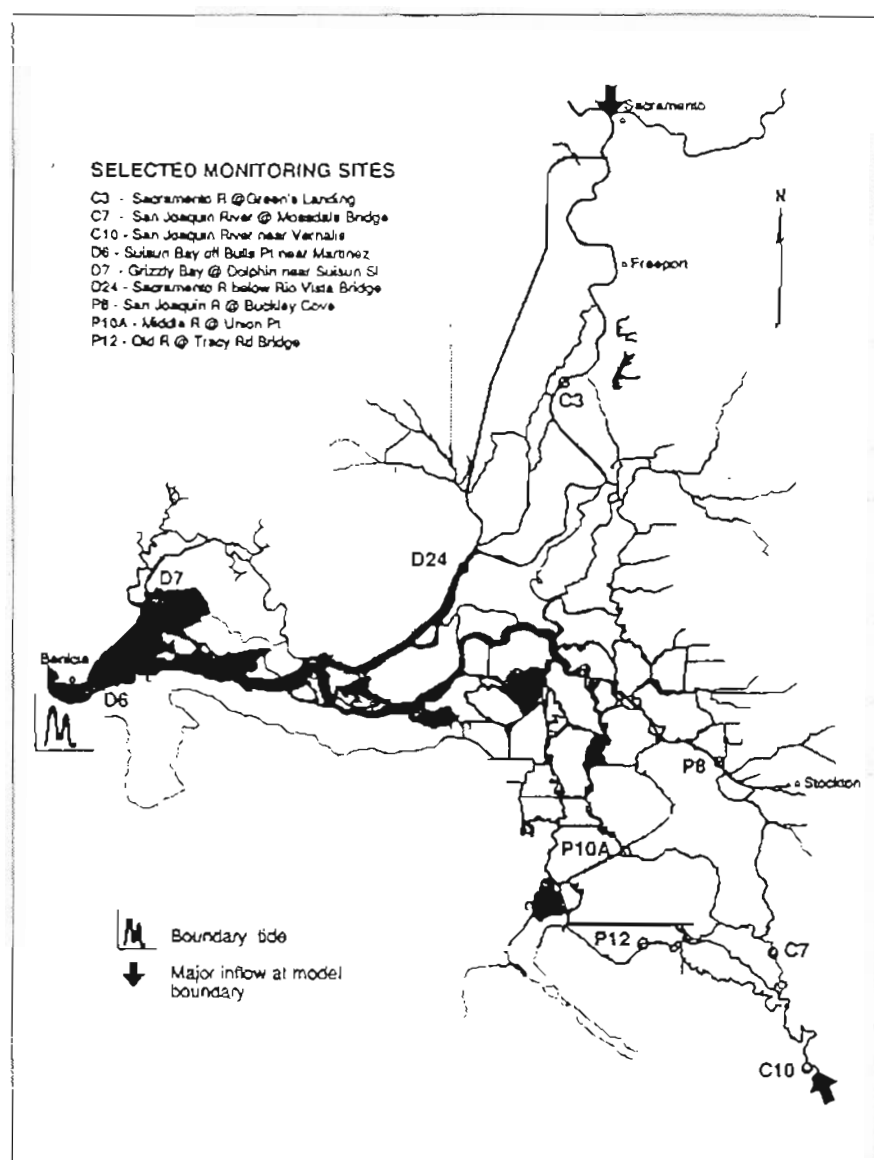 Sacramento
SELECTED MONITORING SITES
C3 - Sacramento R @ Green's Landing
C7 - San Joaquin River @ Mossdale Bridge
C10 - San Joaquin River near Vernalis
D6 - Suisun Bay off Bulls Pt near Martinez
D7 - Grizzly Bay @ Dolphin near Suisun Sl
D24 - Sacramento R below Rio Vista Bridge
P8 - San Joaquin R @ Buckley Cove
P10A - Middle R @ Union Pt
P12 - Old R @ Tracy Rd Bridge
N
Freeport
C3
D24
D7
Benicia
D6
P8
Stockton
P10A
P12
C7
Boundary tide
Major inflow at model
boundary
C10